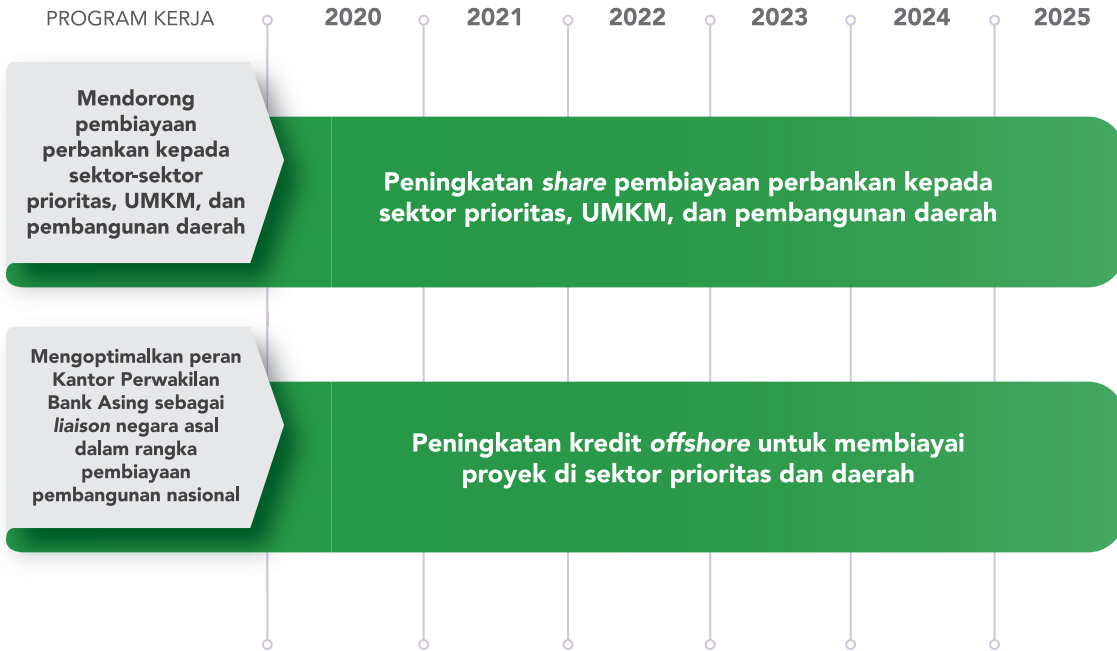 PROGRAM KERJA 2020 2021 2022 2023 2024 2025
Mendorong
pembiayaan
perbankan kepada
sektor-sektor
prioritas, UMKM, dan
pembangunan daerah
Peningkatan share pembiayaan perbankan kepada
sektor prioritas, UMKM, dan pembangunan daerah
Mengoptimalkan peran
Kantor Perwakilan
Bank Asing sebagai
liaison negara asal
dalam rangka
pembiayaan
pembangunan nasional
Peningkatan kredit offshore untuk membiayai
proyek di sektor prioritas dan daerah